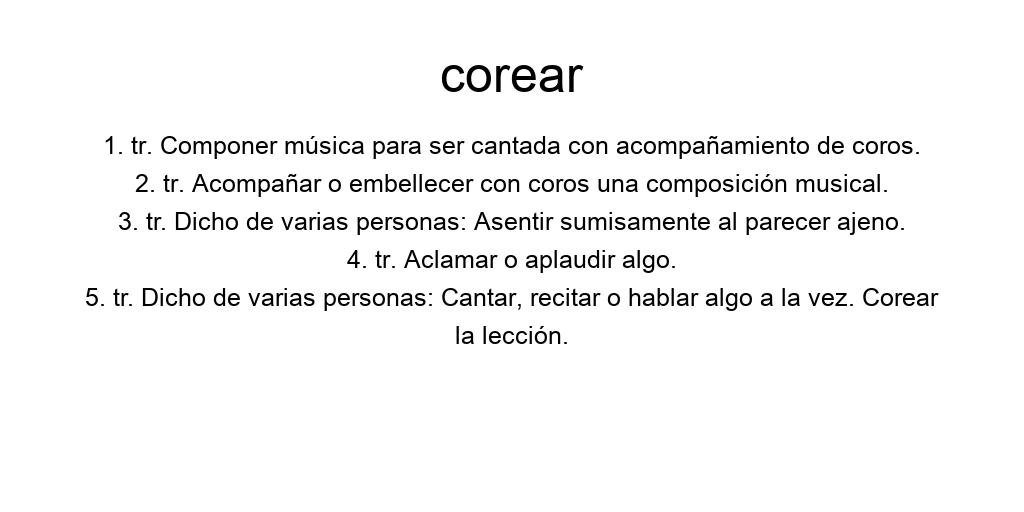 corear
1. tr. Componer música para ser cantada con acompañamiento de coros.
2. tr. Acompañar o embellecer con coros una composición musical.
3. tr. Dicho de varias personas: Asentir sumisamente al parecer ajeno.
4. tr. Aclamar o aplaudir algo.
5. tr. Dicho de varias personas: Cantar, recitar o hablar algo a la vez. Corear
la lección.